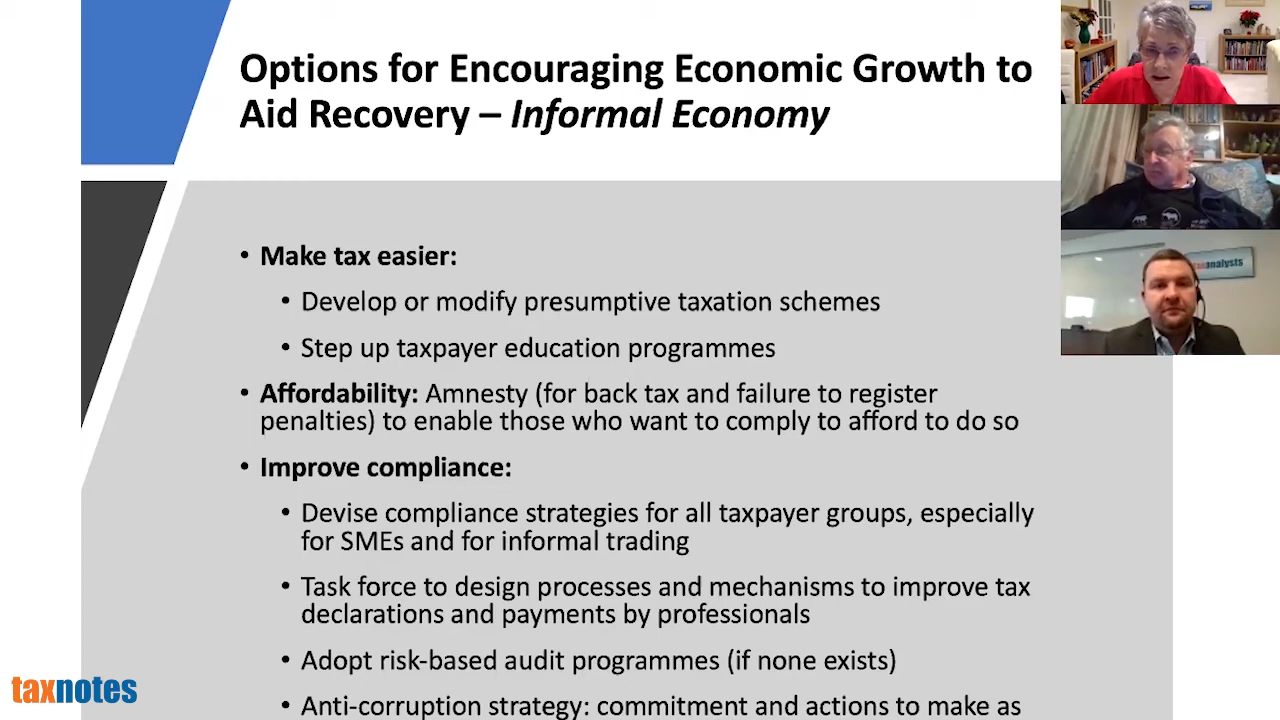 Options for Encouraging Economic Growth to
Aid Recovery – Informal Economy
• Make tax easier:
• Develop or modify presumptive taxation schemes
• Step up taxpayer education programmes
• Affordability: Amnesty (for back tax and failure to register
penalties) to enable those who want to comply to afford to do so
• Improve compliance:
• Devise compliance strategies for all taxpayer groups, especially
for SMEs and for informal trading
• Task force to design processes and mechanisms to improve tax
declarations and payments by professionals
• Adopt risk-based audit programmes (if none exists)
• Anti-corruption strategy: commitment and actions to make as
taxnotes
taxanalysts